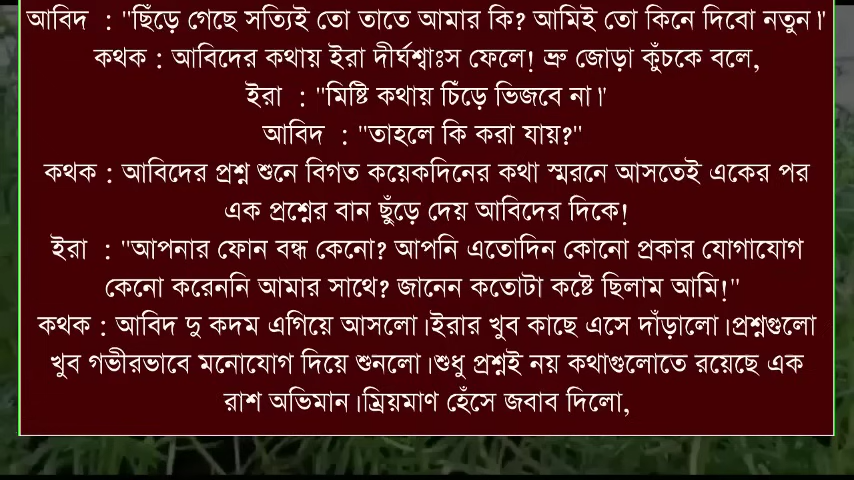 আবিদ : "ছিঁড়ে গেছে সত্যিই তো তাতে আমার কি? আমিই তো কিনে দিবো নতুন।"
কথক : আবিদের কথায় ইরা দীর্ঘশ্বাঃস ফেলে! ভ্রু জোড়া কুঁচকে বলে,
ইরা : "মিষ্টি কথায় চিঁড়ে ভিজবে না।"
আবিদ : "তাহলে কি করা যায়?"
কথক : আবিদের প্রশ্ন শুনে বিগত কয়েকদিনের কথা স্মরনে আসতেই একের পর
এক প্রশ্নের বান ছুঁড়ে দেয় আবিদের দিকে!
ইরা : "আপনার ফোন বন্ধ কেনো? আপনি এতোদিন কোনো প্রকার যোগাযোগ
কেনো করেননি আমার সাথে? জানেন কতোটা কষ্টে ছিলাম আমি!"
কথক : আবিদ দু কদম এগিয়ে আসলো।ইরার খুব কাছে এসে দাঁড়ালো।প্রশ্নগুলো
খুব গভীরভাবে মনোযোগ দিয়ে শুনলো।শুধু প্রশ্নই নয় কথাগুলোতে রয়েছে এক
রাশ অভিমান।ম্রিয়মাণ হেঁসে জবাব দিলো,